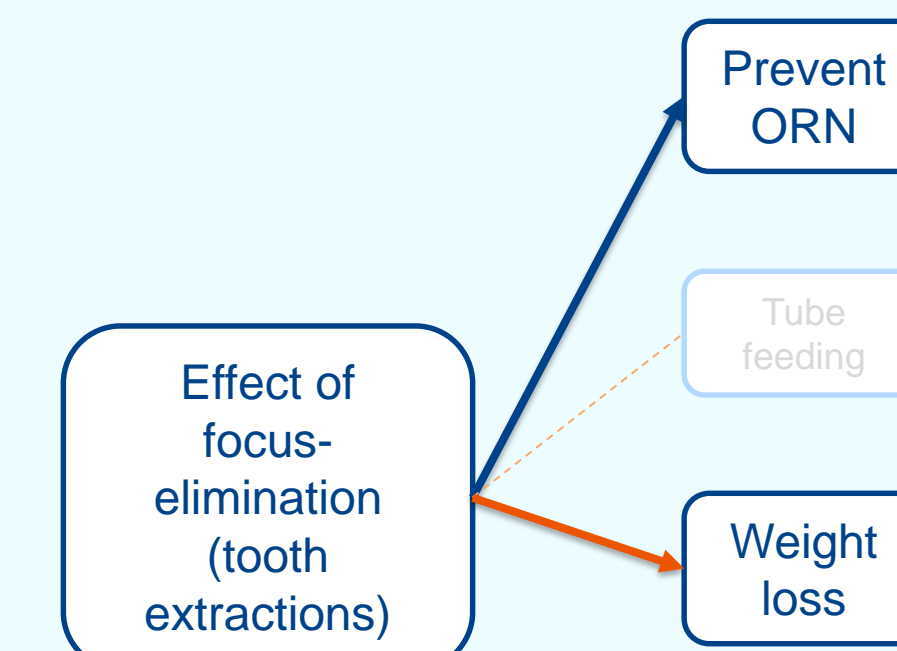 Prevent
ORN
Tube
feeding
Effect of
focus-
elimination
(tooth
extractions)
Weight
loss